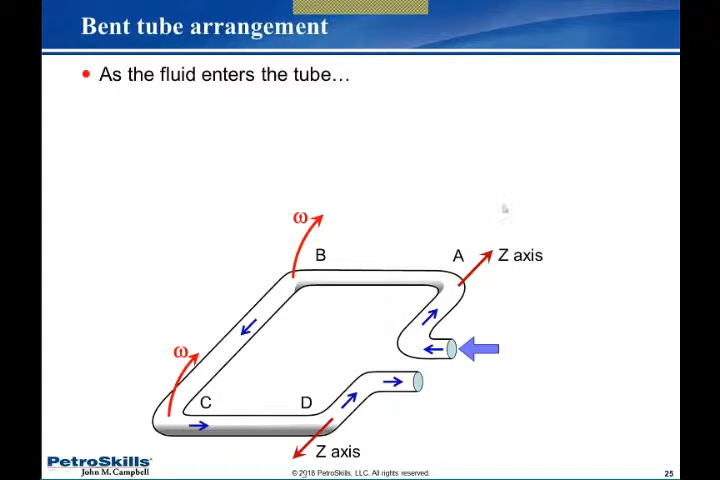 Bent tube arrangement
• As the fluid enters the tube…
ω
B
A
Z axis
ω
C
D
Z axis
PetroSkills®
John M. Campbell
© 2018 PetroSkills, LLC. All rights reserved.
25